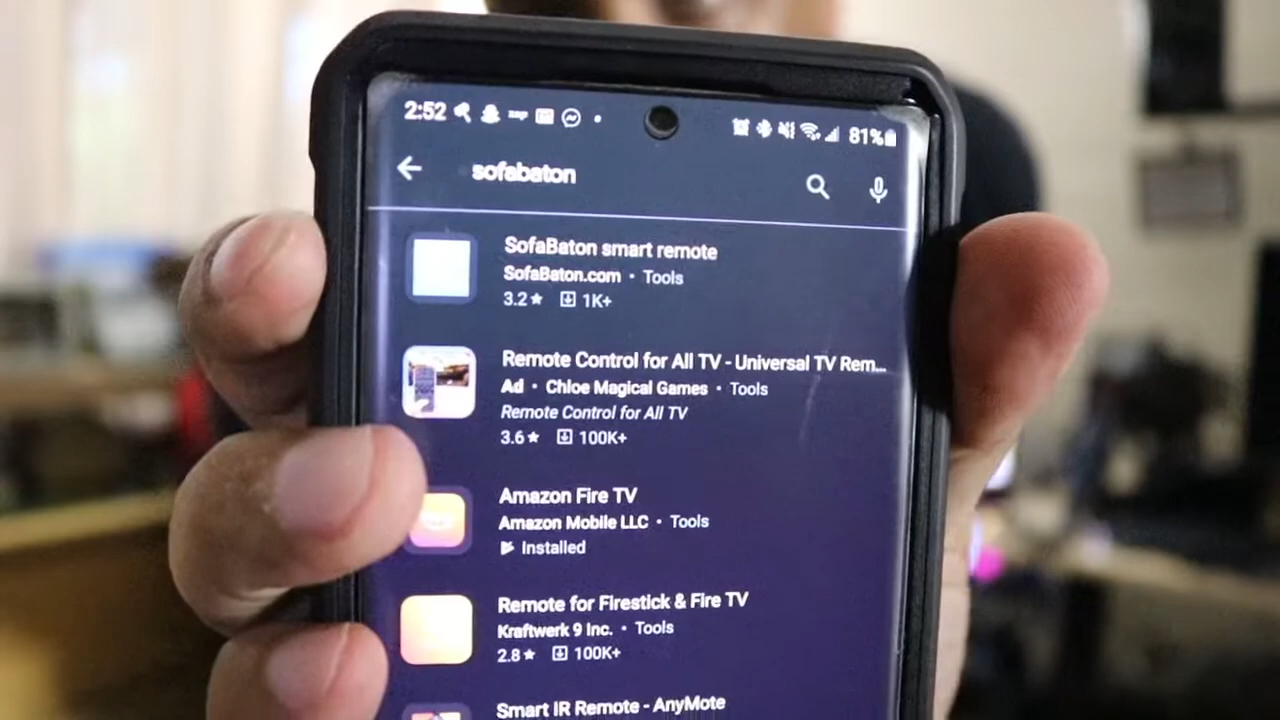 2:52 81%
sofabaton
SofaBaton smart remote
SofaBaton.com • Tools
3.2★ 1K+
Remote Control for All TV - Universal TV Rem...
Ad • Chloe Magical Games • Tools
Remote Control for All TV
3.6★ 100K+
Amazon Fire TV
Amazon Mobile LLC • Tools
Installed
Remote for Firestick & Fire TV
Kraftwerk 9 Inc. • Tools
2.8★ 100K+
Smart IR Remote - AnyMote